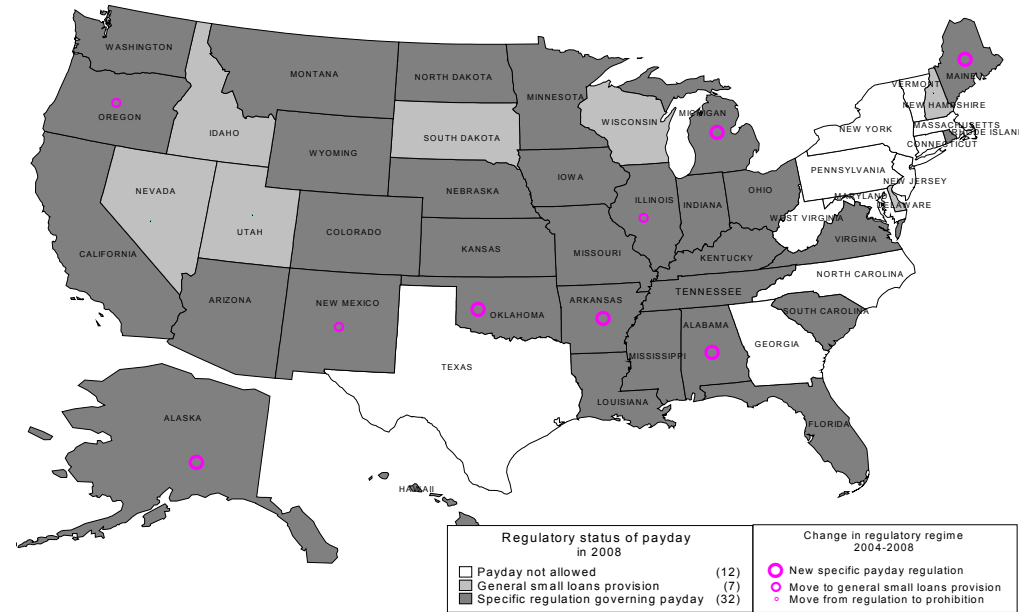 WASHINGTON
MONTANA
NORTH DAKOTA
MINNESOTA
MAINE
VERMONT
OREGON
IDAHO
SOUTH DAKOTA
WISCONSIN
MICHIGAN
NEW HAMPSHIRE
NEW YORK
MASSACHUSETTS
RHODE ISLAN
CONNECTICUT
WYOMING
IOWA
PENNSYLVANIA
NEW JERSEY
NEVADA
NEBRASKA
ILLINOIS
INDIANA
OHIO
MARYLAND
DELAWARE
UTAH
COLORADO
KANSAS
MISSOURI
WEST VIRGINIA
VIRGINIA
CALIFORNIA
KENTUCKY
NORTH CAROLINA
ARIZONA
NEW MEXICO
OKLAHOMA
ARKANSAS
TENNESSEE
SOUTH CAROLINA
ALABAMA
GEORGIA
MISSISSIPPI
TEXAS
LOUISIANA
FLORIDA
ALASKA
HAWAII
Regulatory status of payday
in 2008
Payday not allowed (12)
General small loans provision (7)
Specific regulation governing payday (32)
Change in regulatory regime
2004-2008
New specific payday regulation
Move to general small loans provision
Move from regulation to prohibition